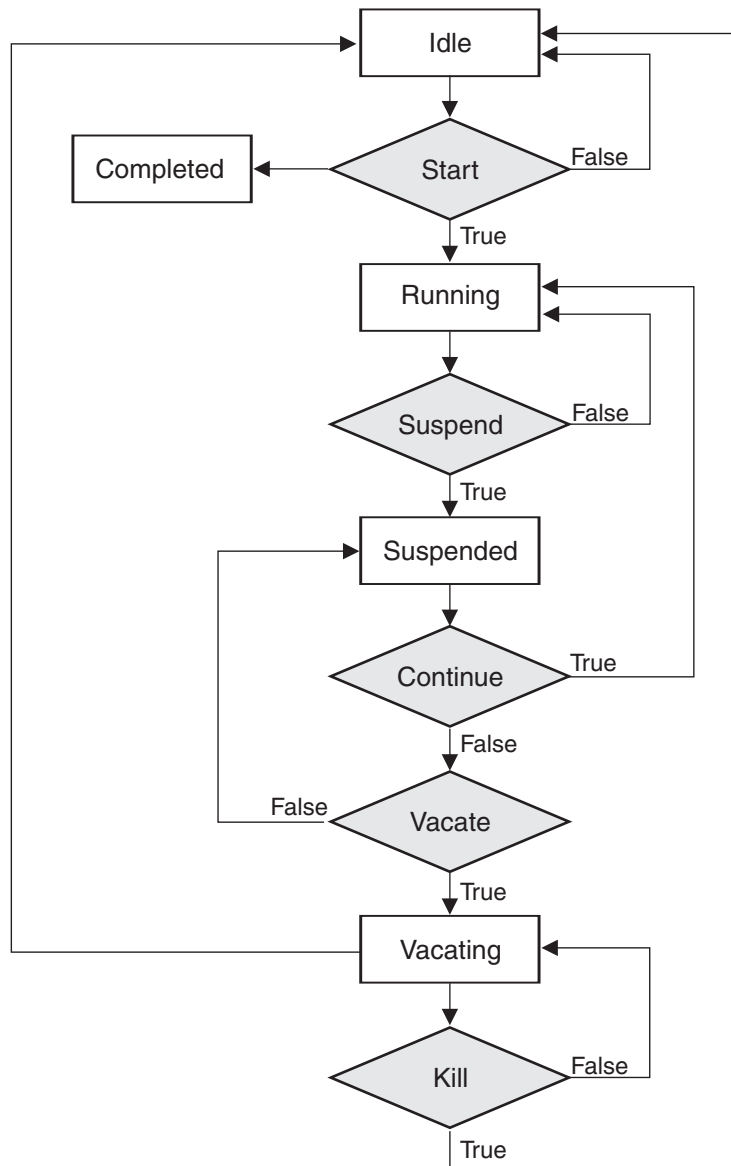 Idle
Start
False
Completed
True
Running
Suspend
False
True
Suspended
Continue
True
False
False
Vacate
True
Vacating
Kill
False
True